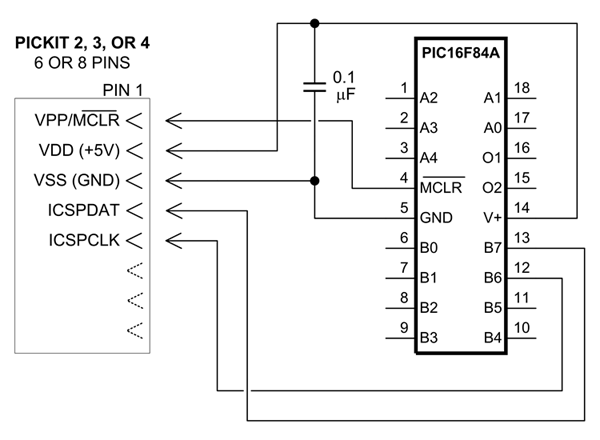 PICKIT 2, 3, OR 4
6 OR 8 PINS
PIN 1
VPP/MCLR
VDD (+5V)
VSS (GND)
ICSPDAT
ICSPCLK
0.1
μF
PIC16F84A
1 A2 A1 18
2 A3 A0 17
3 A4 O1 16
4 MCLR O2 15
5 GND V+ 14
6 B0 B7 13
7 B1 B6 12
8 B2 B5 11
9 B3 B4 10